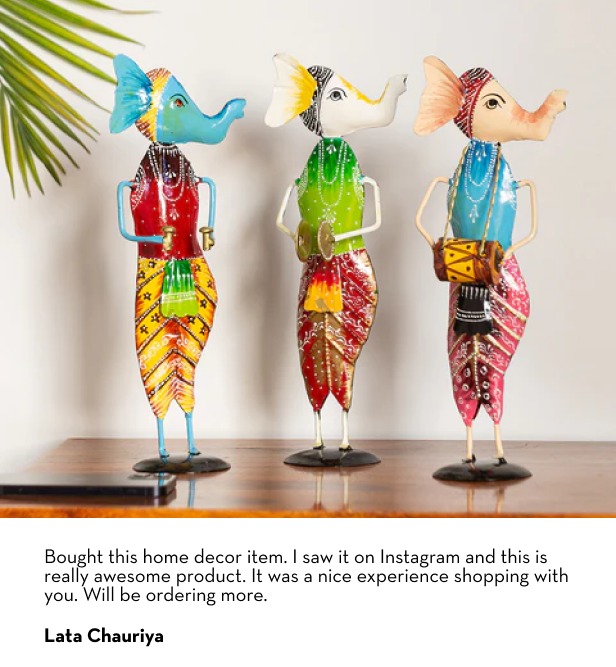 Bought this home decor item. I saw it on Instagram and this is
really awesome product. It was a nice experience shopping with
you. Will be ordering more.
Lata Chauriya